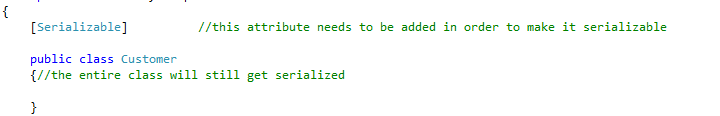 {
[Serializable] //this attribute needs to be added in order to make it serializable
public class Customer
{//the entire class will still get serialized
}